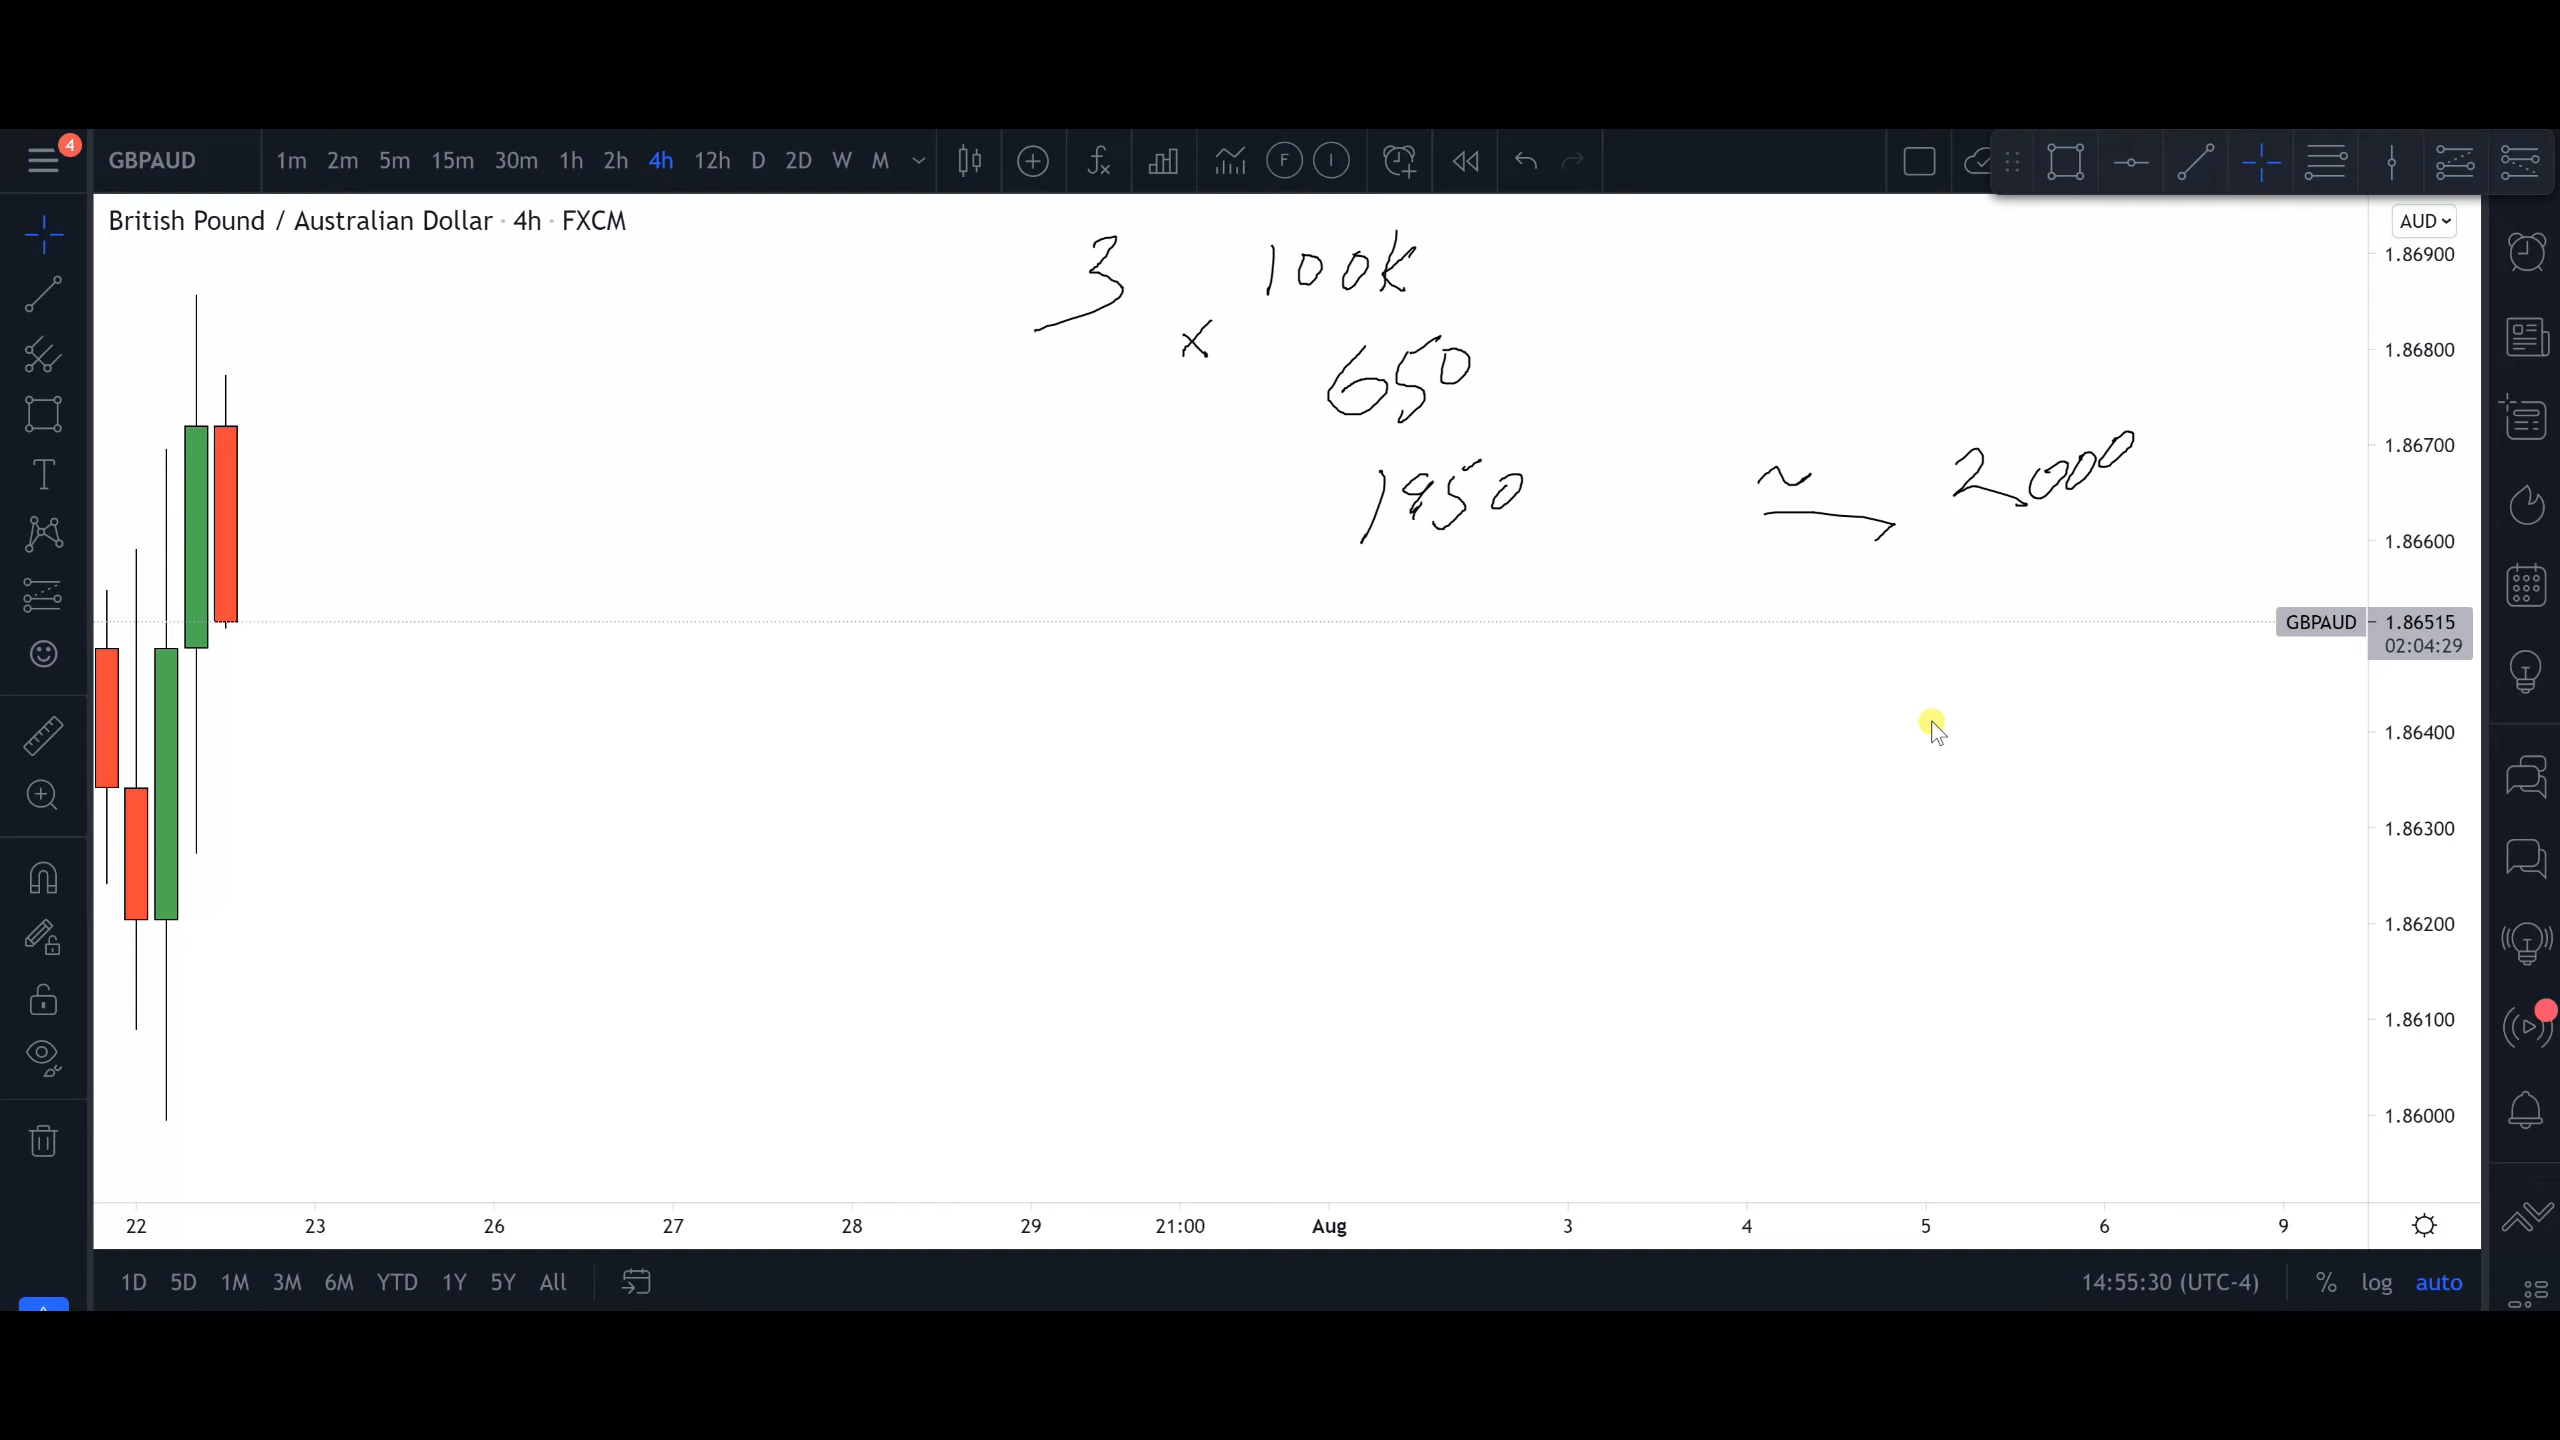 4
GBPAUD 1m 2m 5m 15m 30m 1h 2h 4h 12h D 2D W M F I
British Pound / Australian Dollar · 4h · FXCM
AUD
3 100K
x 650
1950 ~ 2000
1.86900
1.86800
1.86700
1.86600
GBPAUD 1.86515
02:04:29
1.86400
1.86300
1.86200
1.86100
1.86000
22 23 26 27 28 29 21:00 Aug 3 4 5 6 9
1D 5D 1M 3M 6M YTD 1Y 5Y All 14:55:30 (UTC-4) % log auto